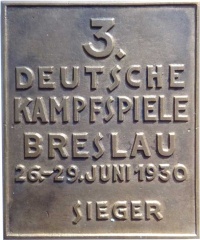 3.
DEUTSCHE
KAMPFSPIELE
BRESLAU
26.-29. JUNI 1930
SIEGER